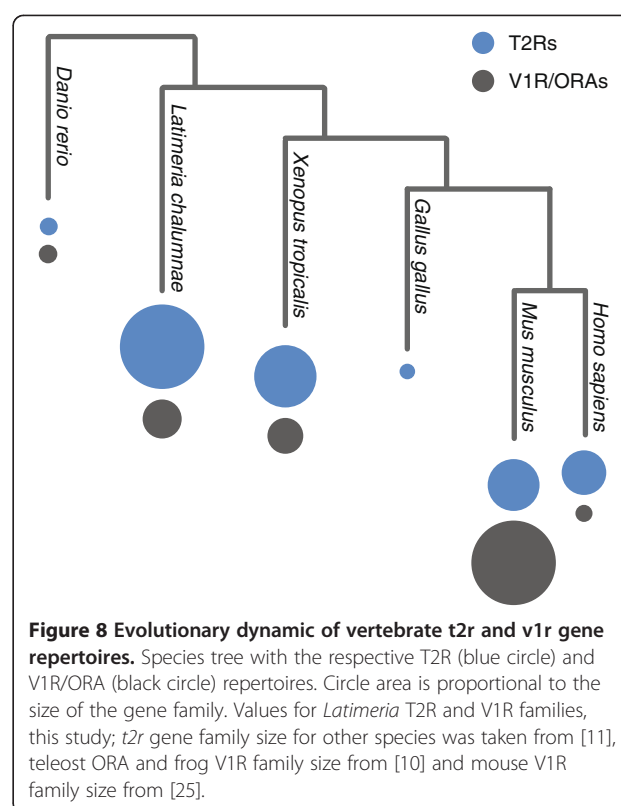 T2Rs
V1R/ORAs
Danio rerio
Latimeria chalumnae
Xenopus tropicalis
Gallus gallus
Mus musculus
Homo sapiens
Figure 8 Evolutionary dynamic of vertebrate t2r and v1r gene
repertoires. Species tree with the respective T2R (blue circle) and
V1R/ORA (black circle) repertoires. Circle area is proportional to the
size of the gene family. Values for Latimeria T2R and V1R families,
this study; t2r gene family size for other species was taken from [11],
teleost ORA and frog V1R family size from [10] and mouse V1R
family size from [25].